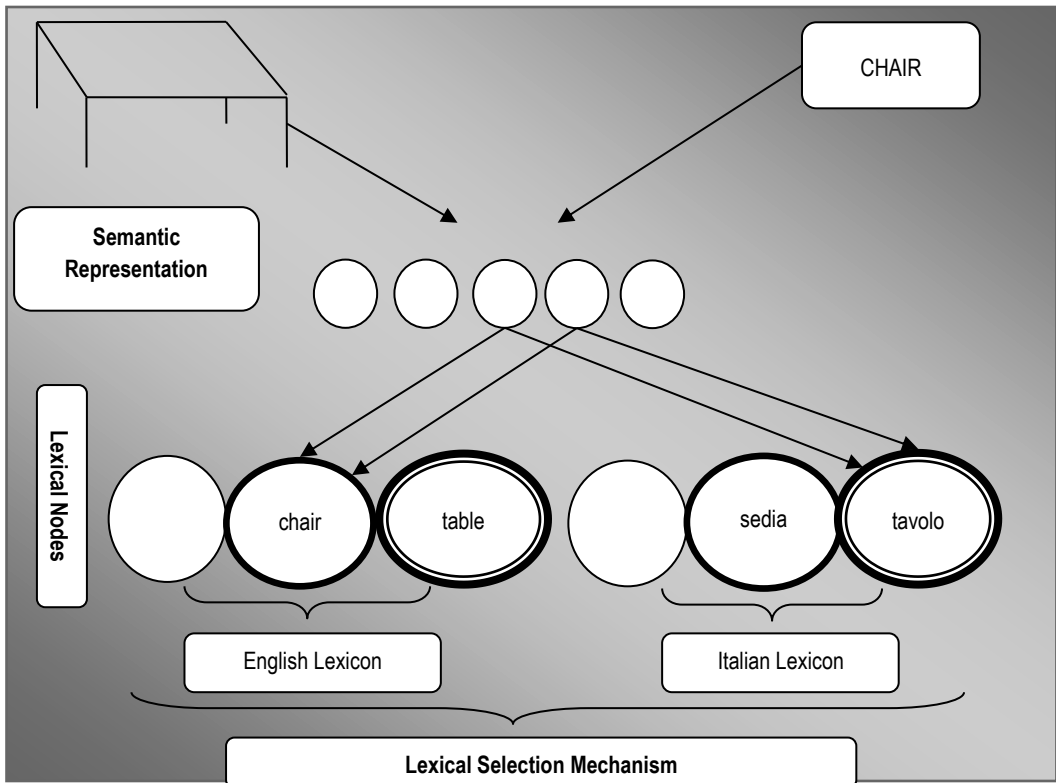 CHAIR
Semantic
Representation
Lexical Nodes
chair
table
sedia
tavolo
English Lexicon
Italian Lexicon
Lexical Selection Mechanism